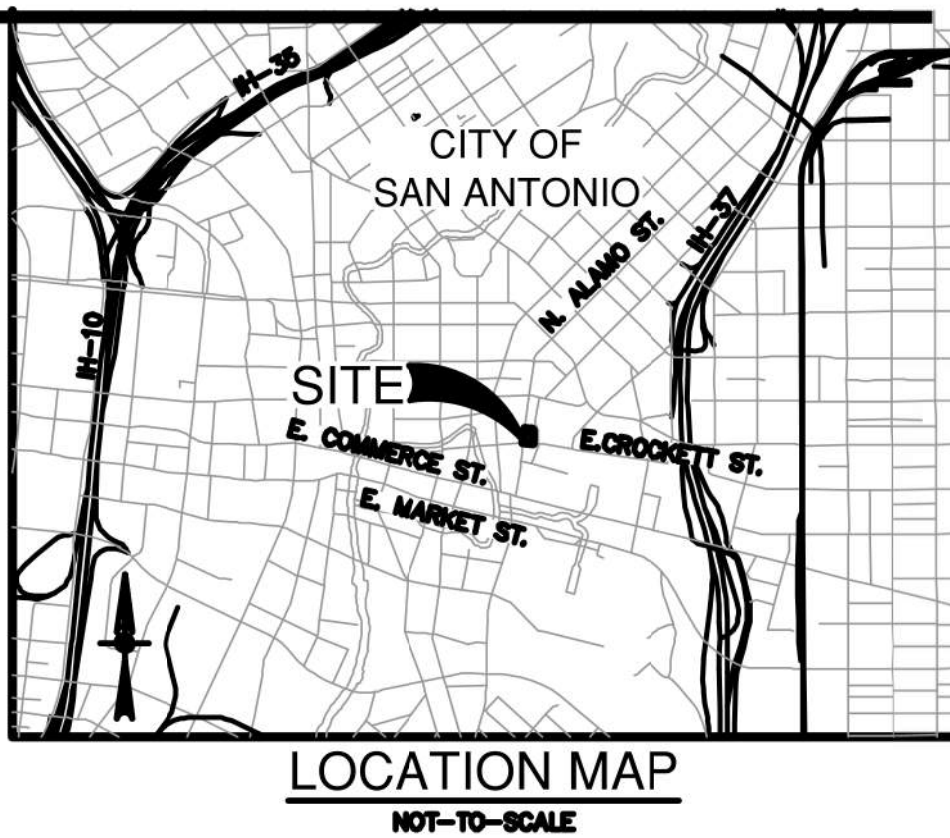 IH-35
CITY OF
SAN ANTONIO
N. ALAMO ST.
IH-37
IH-10
SITE
E. COMMERCE ST.
E.CROCKETT ST.
E. MARKET ST.
LOCATION MAP
NOT-TO-SCALE